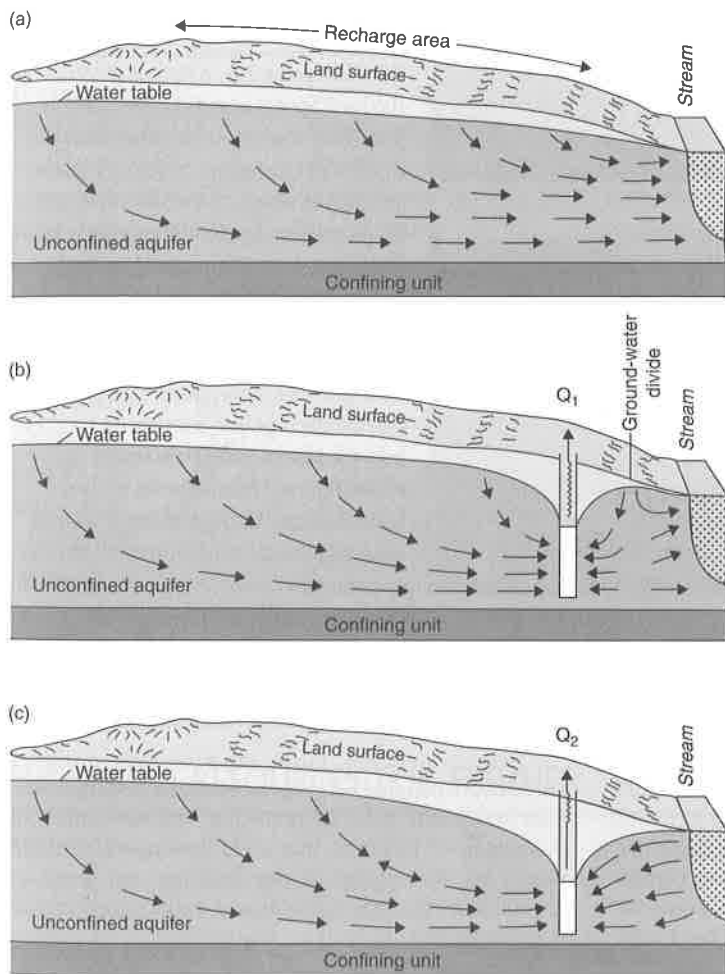 (a)
Recharge area
Land surface
Water table
Stream
Unconfined aquifer
Confining unit
(b)
Q1
Ground-water
divide
Stream
Land surface
Water table
Unconfined aquifer
Confining unit
(c)
Q2
Stream
Land surface
Water table
Unconfined aquifer
Confining unit